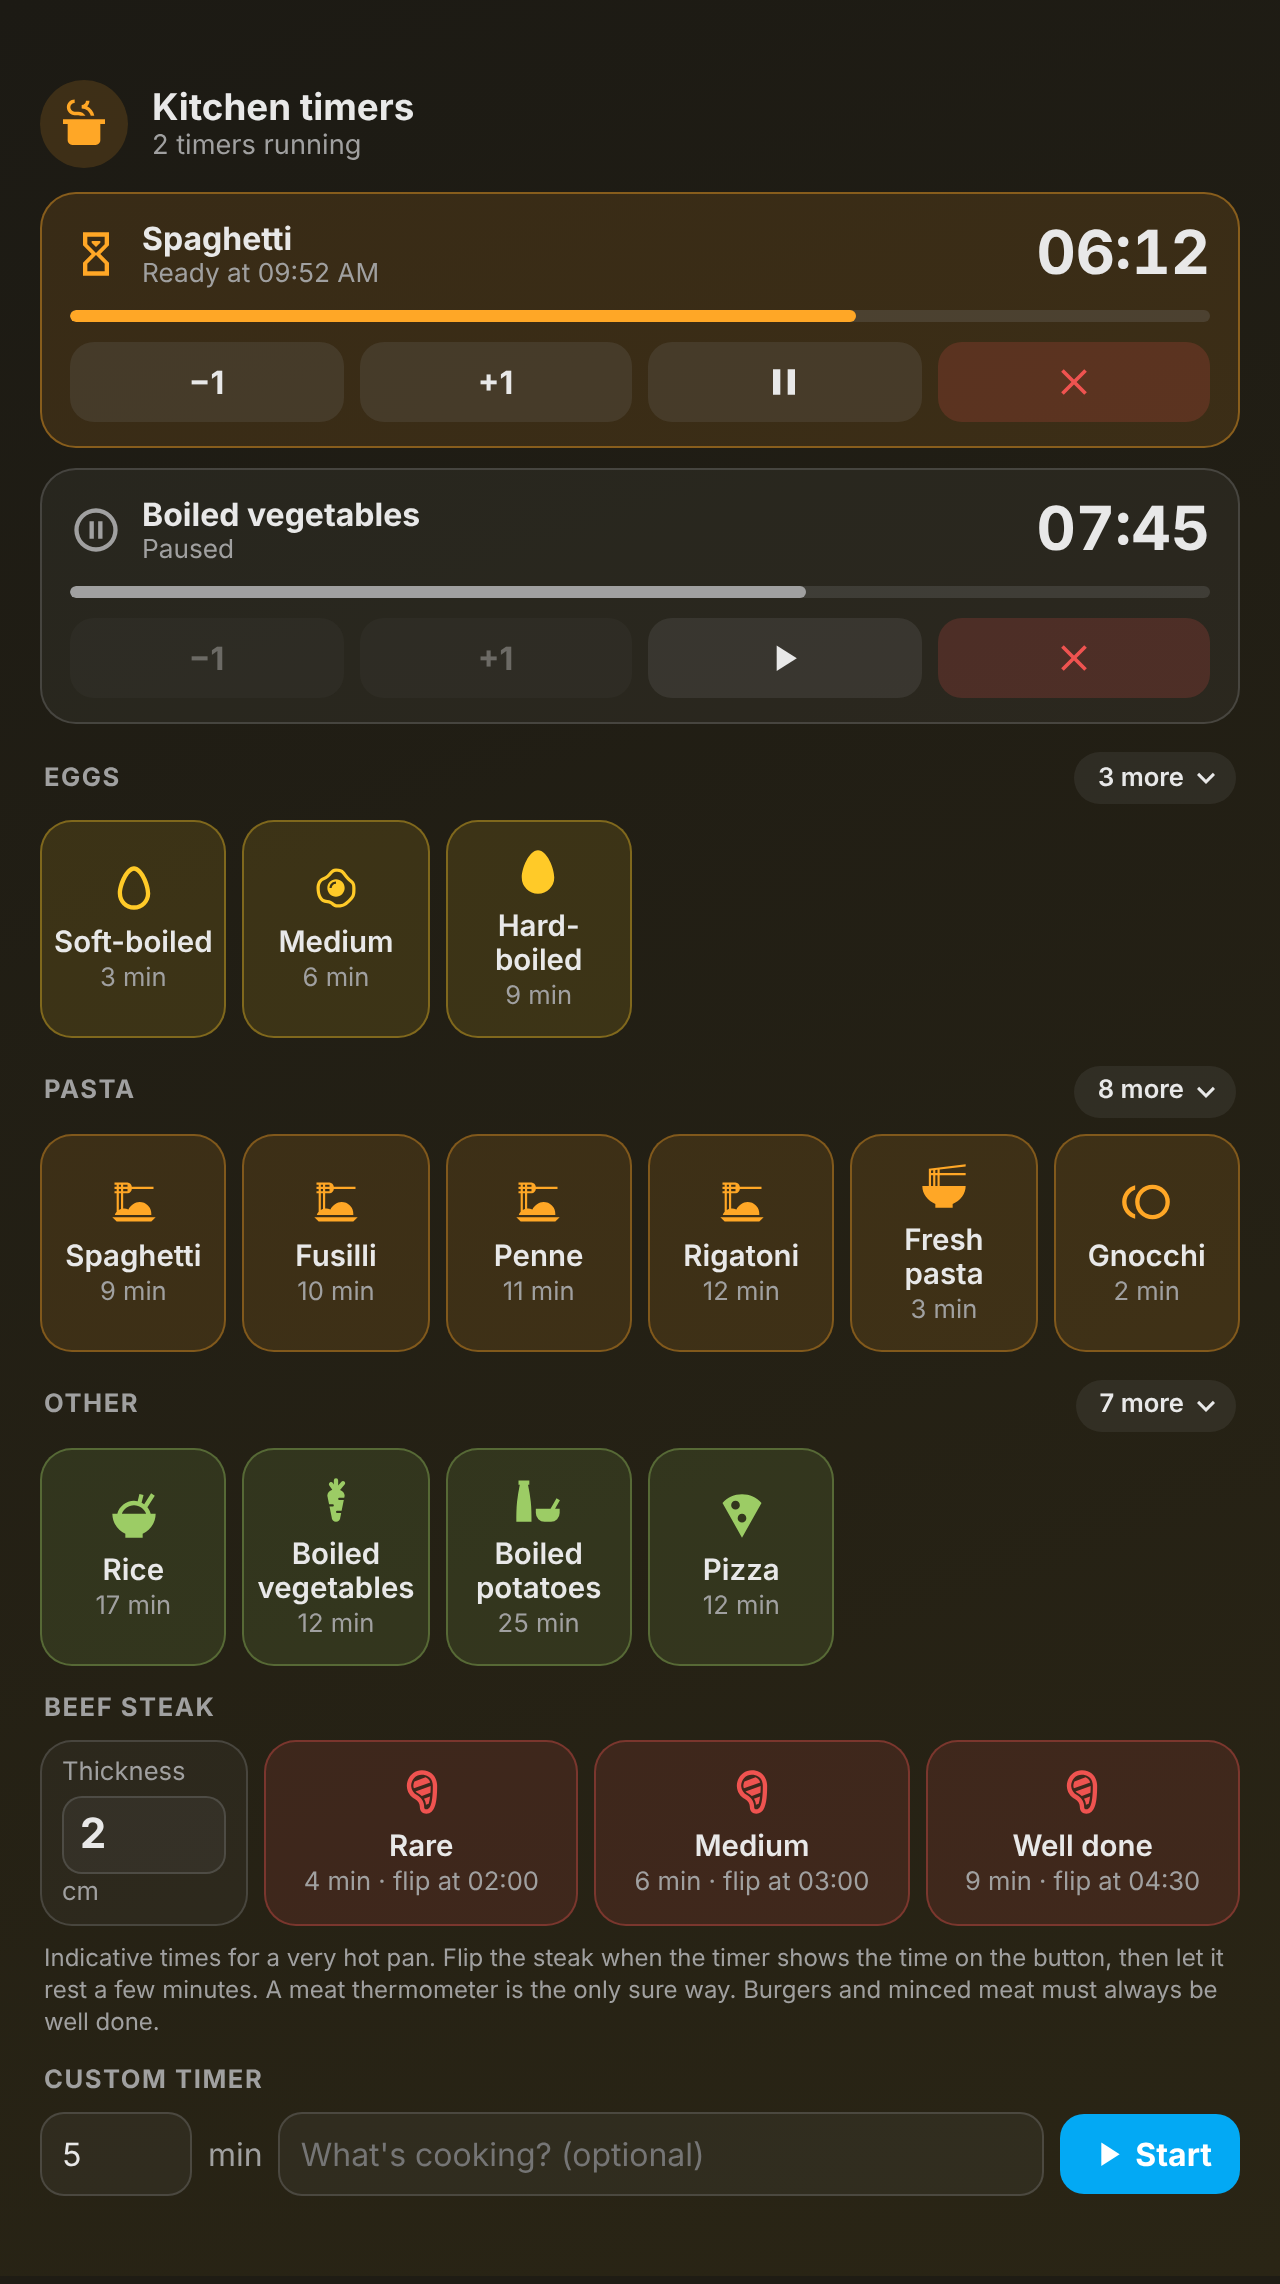 Kitchen timers
2 timers running
Spaghetti
Ready at 09:52 AM
06:12
−1
+1
Boiled vegetables
Paused
07:45
−1
+1
EGGS
3 more
Soft-boiled
3 min
Medium
6 min
Hard-
boiled
9 min
PASTA
8 more
Spaghetti
9 min
Fusilli
10 min
Penne
11 min
Rigatoni
12 min
Fresh
pasta
3 min
Gnocchi
2 min
OTHER
7 more
Rice
17 min
Boiled
vegetables
12 min
Boiled
potatoes
25 min
Pizza
12 min
BEEF STEAK
Thickness
2
cm
Rare
4 min · flip at 02:00
Medium
6 min · flip at 03:00
Well done
9 min · flip at 04:30
Indicative times for a very hot pan. Flip the steak when the timer shows the time on the button, then let it
rest a few minutes. A meat thermometer is the only sure way. Burgers and minced meat must always be
well done.
CUSTOM TIMER
5
min
What's cooking? (optional)
Start